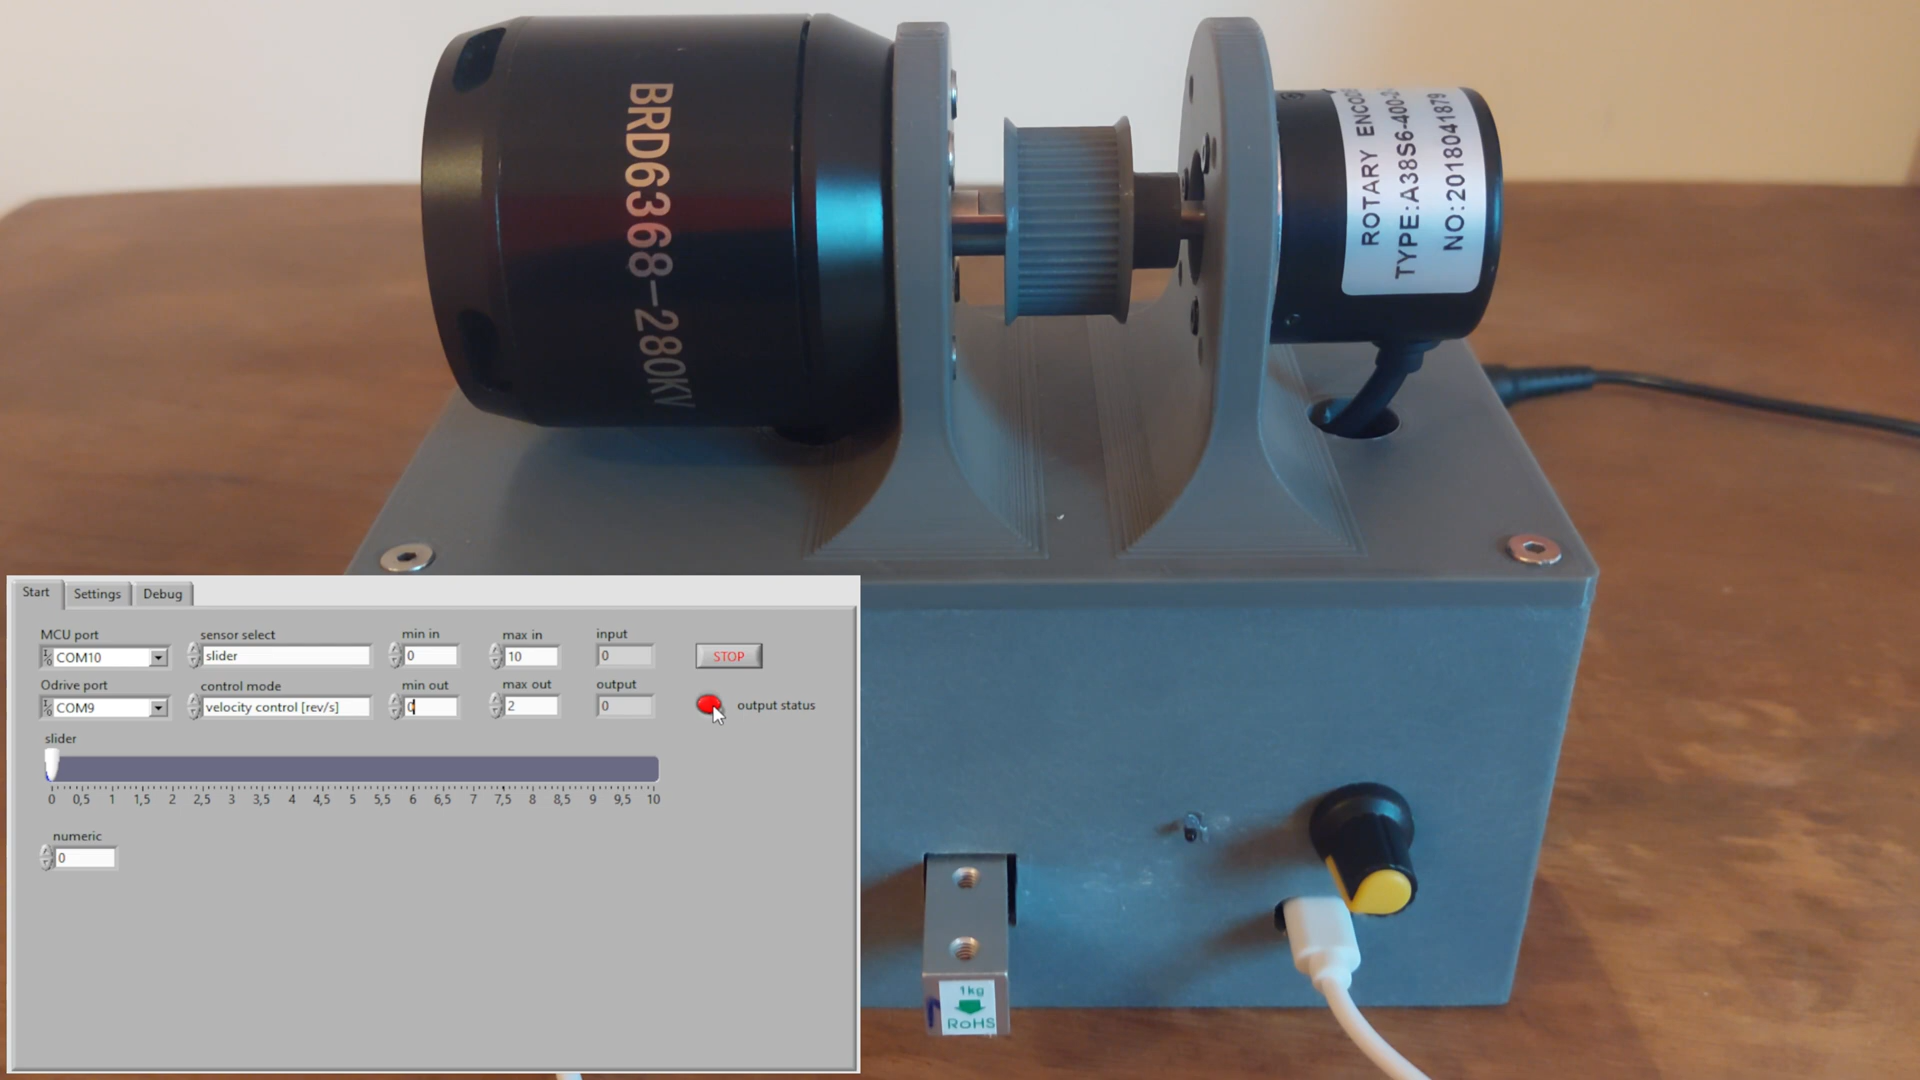 BRD6368-280KV
ROTARY
TYPE:A38S6-400-2
NO:2018041879
Start Settings Debug
MCU port sensor select min in max in input
COM10 slider 0 10 0 STOP
Odrive port control mode min out max out output
COM9 velocity control [rev/s] 0 2 0 output status
slider
0 0,5 1 1,5 2 2,5 3 3,5 4 4,5 5 5,5 6 6,5 7 7,5 8 8,5 9 9,5 10
numeric
0
1kg
RoHS